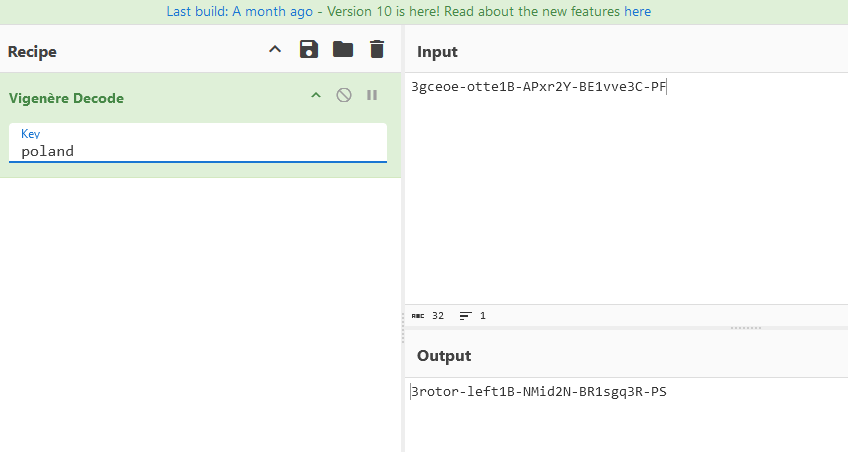 Last build: A month ago - Version 10 is here! Read about the new features here
Recipe
Input
Vigenère Decode
Key
poland
3gceoe-otte1B-APxr2Y-BE1vve3C-PF
ABC 32 1
Output
3rotor-left1B-NMid2N-BR1sgq3R-PS